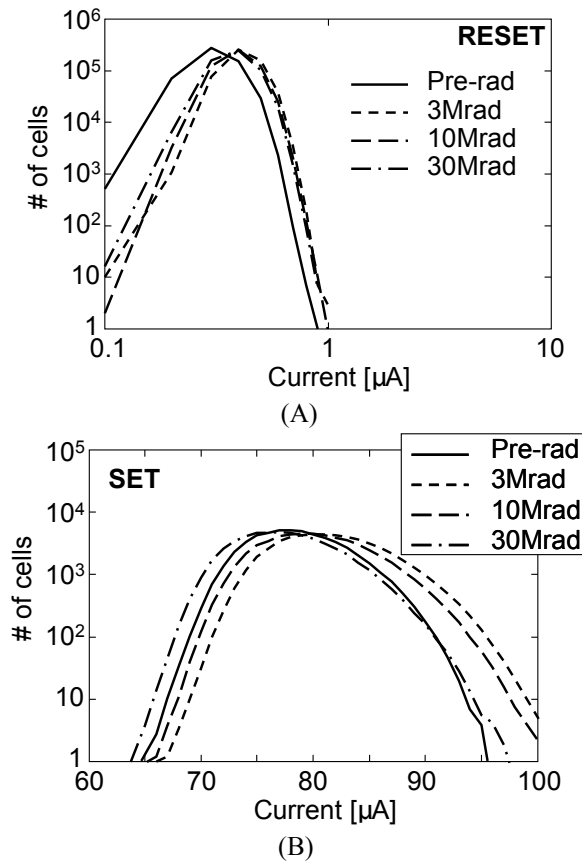 10⁶
10⁵
10⁴
10³
10²
10
1
# of cells
RESET
Pre-rad
3Mrad
10Mrad
30Mrad
0.1
1
10
Current [µA]
(A)
10⁵
10⁴
10³
10²
10
1
# of cells
SET
Pre-rad
3Mrad
10Mrad
30Mrad
60
70
80
90
100
Current [µA]
(B)